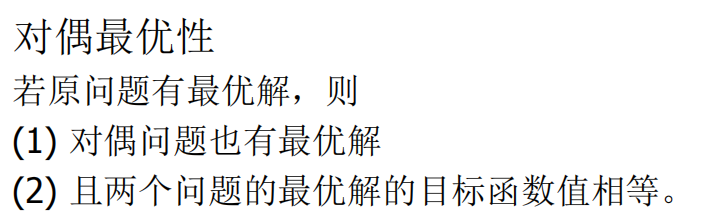 对偶最优性
若原问题有最优解，则
(1) 对偶问题也有最优解
(2) 且两个问题的最优解的目标函数值相等。